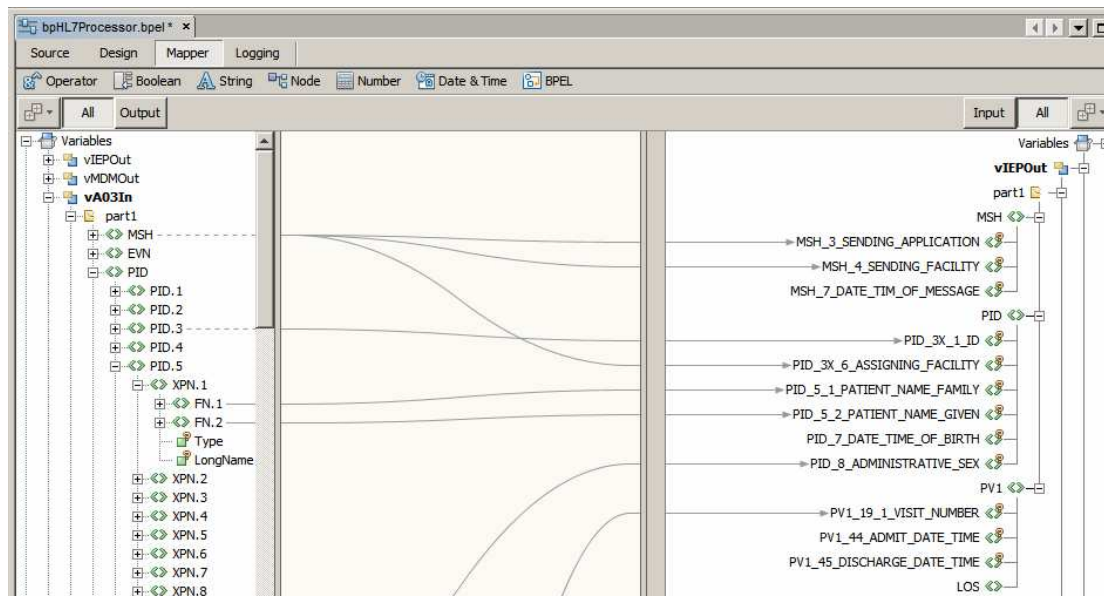 bpHL7Processor.bpel * ×
Source Design Mapper Logging
Operator Boolean String Node Number Date & Time BPEL
All Output Input All
Variables
vIEPOut
vMDMOut
vA03In
part1
MSH
EVN
PID
PID.1
PID.2
PID.3
PID.4
PID.5
XPN.1
FN.1
FN.2
Type
LongName
XPN.2
XPN.3
XPN.4
XPN.5
XPN.6
XPN.7
XPN.8
Variables
vIEPOut
part1
MSH
MSH_3_SENDING_APPLICATION
MSH_4_SENDING_FACILITY
MSH_7_DATE_TIM_OF_MESSAGE
PID
PID_3X_1_ID
PID_3X_6_ASSIGNING_FACILITY
PID_5_1_PATIENT_NAME_FAMILY
PID_5_2_PATIENT_NAME_GIVEN
PID_7_DATE_TIME_OF_BIRTH
PID_8_ADMINISTRATIVE_SEX
PV1
PV1_19_1_VISIT_NUMBER
PV1_44_ADMIT_DATE_TIME
PV1_45_DISCHARGE_DATE_TIME
LOS